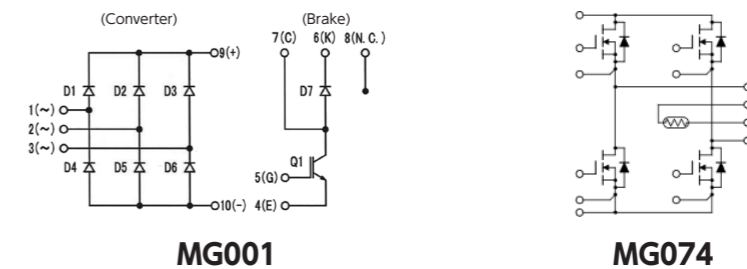 (Converter) (Brake)
7(C) 6(K) 8(N.C.)
9(+)
D1 D2 D3 D7
1(~)
2(~)
3(~)
D4 D5 D6 Q1
5(G)
10(-) 4(E)
MG001 MG074